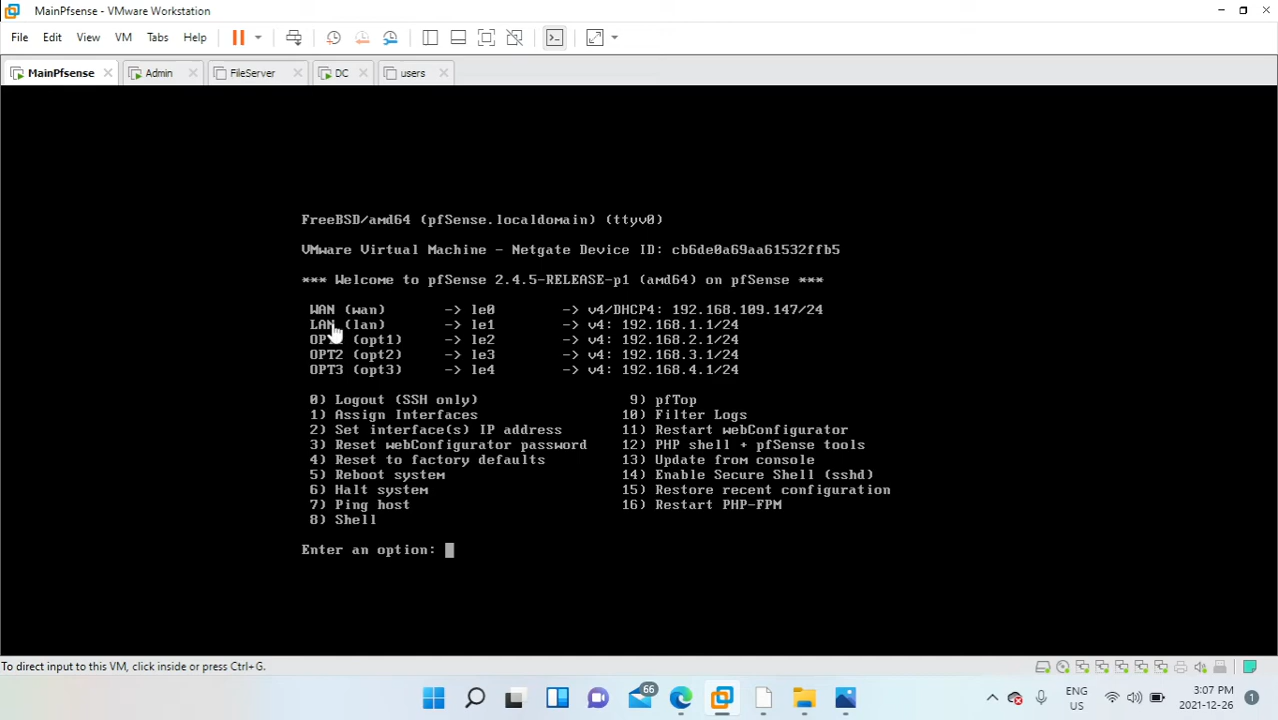 MainPfsense - VMware Workstation
File Edit View VM Tabs Help
MainPfsense Admin FileServer DC users
FreeBSD/amd64 (pfSense.localdomain) (ttyv0)
VMware Virtual Machine - Netgate Device ID: cb6de0a69aa61532ffb5
*** Welcome to pfSense 2.4.5-RELEASE-p1 (amd64) on pfSense ***
WAN (wan) -> le0 -> v4/DHCP4: 192.168.109.147/24
LAN (lan) -> le1 -> v4: 192.168.1.1/24
(opt1) -> le2 -> v4: 192.168.2.1/24
OPT2 (opt2) -> le3 -> v4: 192.168.3.1/24
OPT3 (opt3) -> le4 -> v4: 192.168.4.1/24
0) Logout (SSH only) 9) pfTop
1) Assign Interfaces 10) Filter Logs
2) Set interface(s) IP address 11) Restart webConfigurator
3) Reset webConfigurator password 12) PHP shell + pfSense tools
4) Reset to factory defaults 13) Update from console
5) Reboot system 14) Enable Secure Shell (sshd)
6) Halt system 15) Restore recent configuration
7) Ping host 16) Restart PHP-FPM
8) Shell
Enter an option:
To direct input to this VM, click inside or press Ctrl+G.
66
ENG
US
3:07 PM
2021-12-26
1